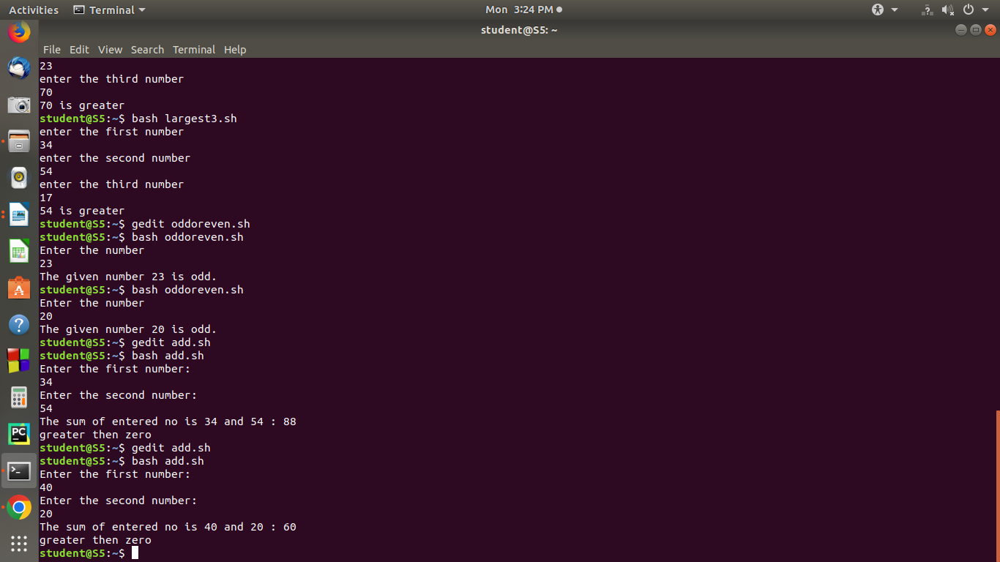 Activities Terminal Mon 3:24 PM
student@S5: ~
File Edit View Search Terminal Help
23
enter the third number
70
70 is greater
student@S5:~$ bash largest3.sh
enter the first number
34
enter the second number
54
enter the third number
17
54 is greater
student@S5:~$ gedit oddoreven.sh
student@S5:~$ bash oddoreven.sh
Enter the number
23
The given number 23 is odd.
student@S5:~$ bash oddoreven.sh
Enter the number
20
The given number 20 is odd.
student@S5:~$ gedit add.sh
student@S5:~$ bash add.sh
Enter the first number:
34
Enter the second number:
54
The sum of entered no is 34 and 54 : 88
greater then zero
student@S5:~$ gedit add.sh
student@S5:~$ bash add.sh
Enter the first number:
40
Enter the second number:
20
The sum of entered no is 40 and 20 : 60
greater then zero
student@S5:~$
PC